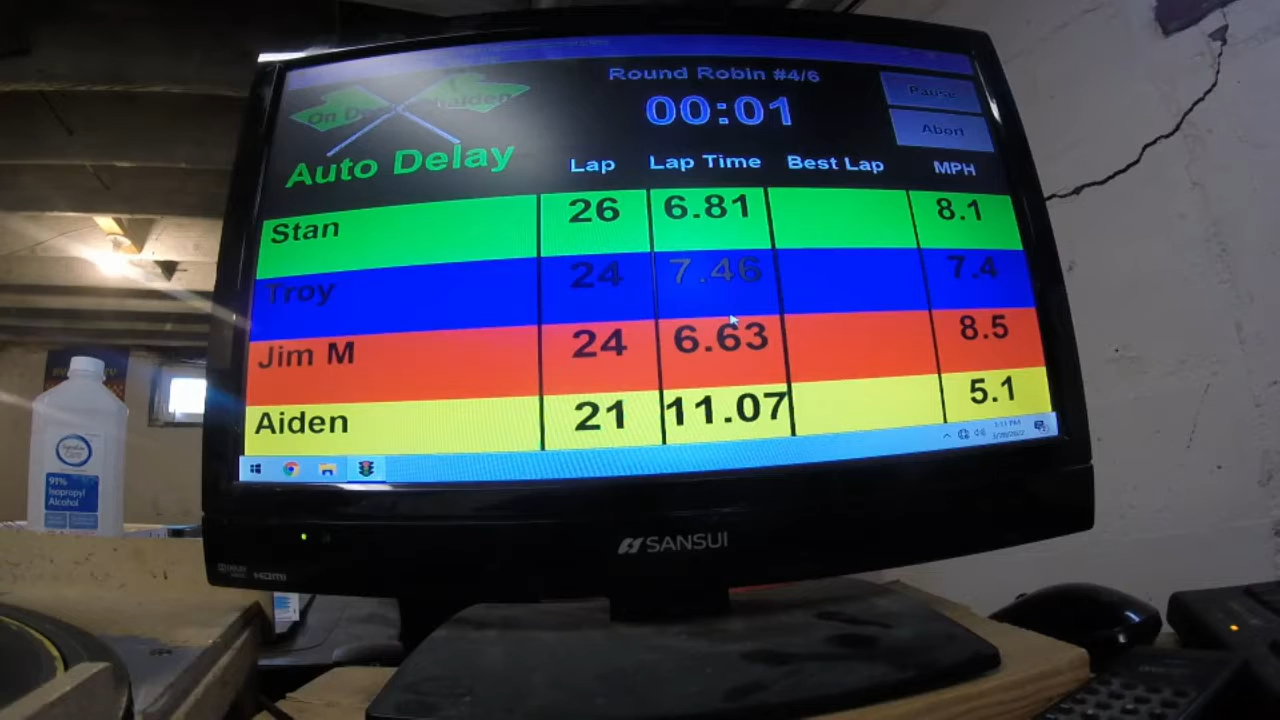 Round Robin #4/6
00:01
Pause
Abort
On D
Auto Delay
Lap Lap Time Best Lap MPH
Stan 26 6.81 8.1
Troy 24 7.46 7.4
Jim M 24 6.63 8.5
Aiden 21 11.07 5.1
SANSUI
HDMI
91%
Isopropyl
Alcohol